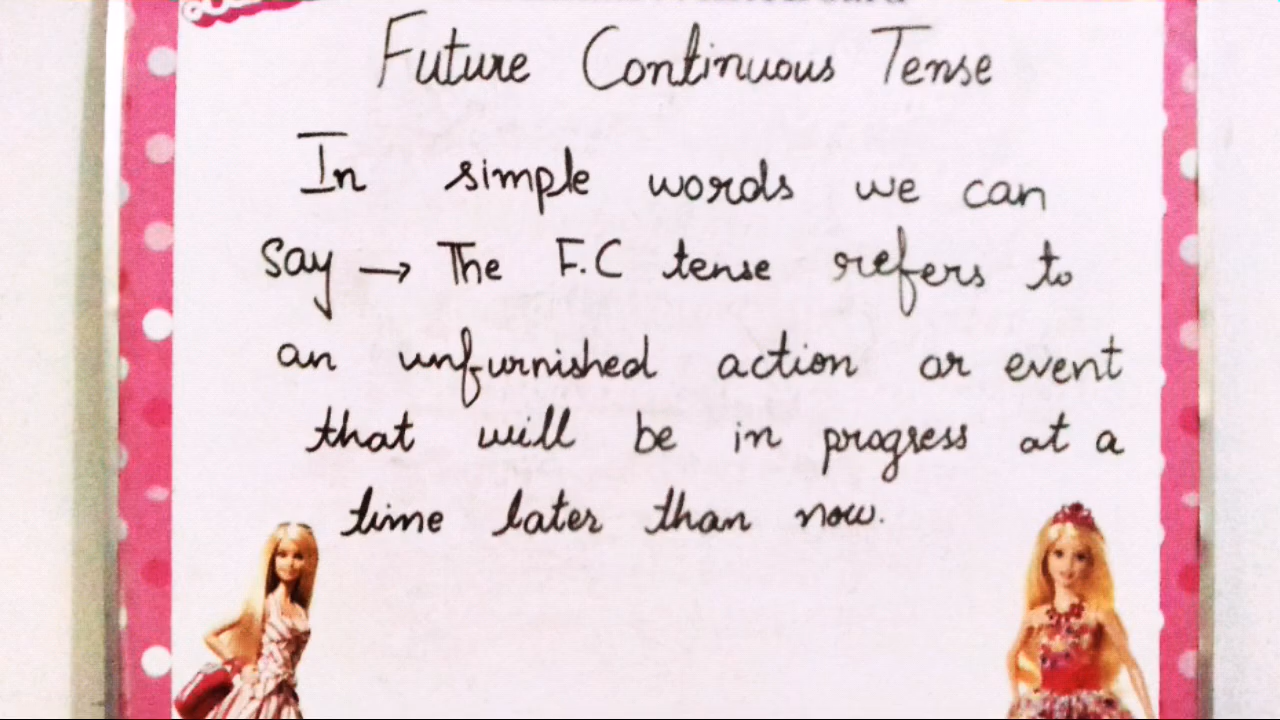 Future Continuous Tense
In simple words we can
say → The F.C tense refers to
an unfurnished action or event
that will be in progress at a
time later than now.